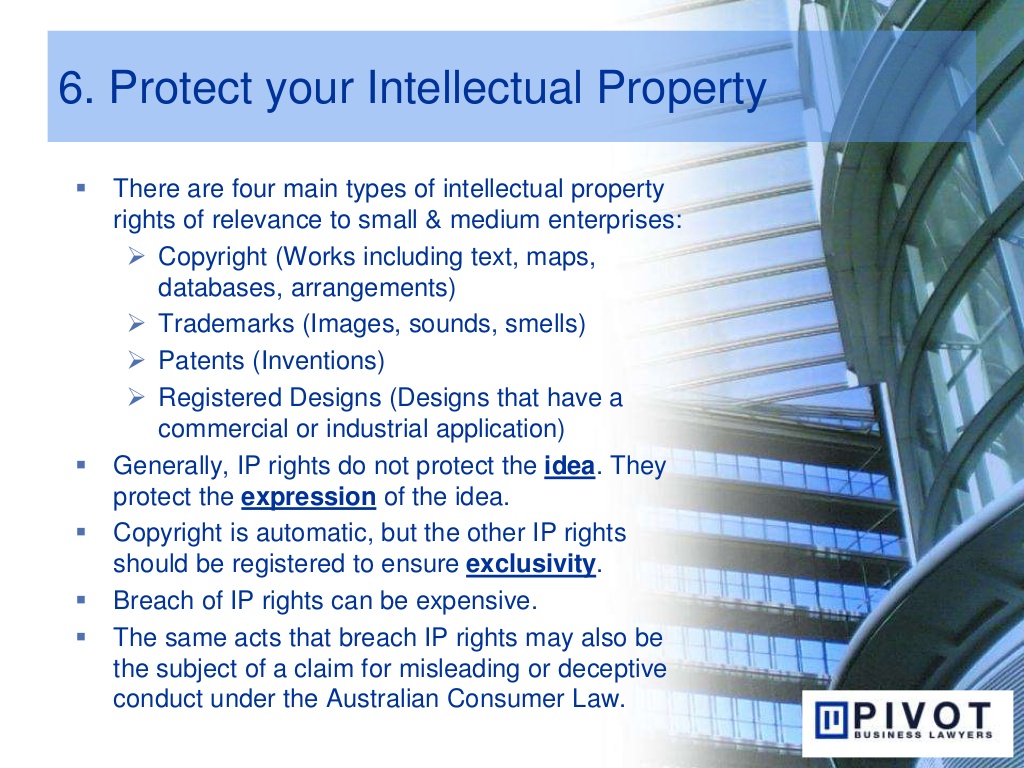 6. Protect your Intellectual Property
▪ There are four main types of intellectual property
rights of relevance to small & medium enterprises:
➢ Copyright (Works including text, maps,
databases, arrangements)
➢ Trademarks (Images, sounds, smells)
➢ Patents (Inventions)
➢ Registered Designs (Designs that have a
commercial or industrial application)
▪ Generally, IP rights do not protect the idea. They
protect the expression of the idea.
▪ Copyright is automatic, but the other IP rights
should be registered to ensure exclusivity.
▪ Breach of IP rights can be expensive.
▪ The same acts that breach IP rights may also be
the subject of a claim for misleading or deceptive
conduct under the Australian Consumer Law.
PIVOT
BUSINESS LAWYERS